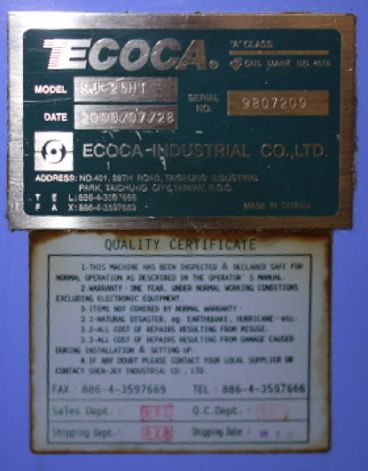 TECOCA®
"A" CLASS
CNS MARK NO. 4978
MODEL SJ-25HT
SERIAL NO. 9807209
DATE 2000/07/28
ECOCA INDUSTRIAL CO., LTD.
ADDRESS: NO.401, 28TH ROAD, TAICHUNG INDUSTRIAL
PARK, TAICHUNG CITY, TAIWAN, R.O.C.
T E L: 886-4-3597666
F A X: 886-4-3597669
MADE IN TAIWAN
QUALITY CERTIFICATE
1-THIS MACHINE HAS BEEN INSPECTED & DECLARED SAFE FOR
NORMAL OPERATION AS DESCRIBED IN THE OPERATOR'S MANUAL.
2-WARRANTY: ONE YEAR, UNDER NORMAL WORKING CONDITIONS
EXCLUDING ELECTRONIC EQUIPMENT.
3.ITEMS NOT COVERED BY NORMAL WARRANTY:
3.1-NATURAL DISASTER, eg. EARTHQUAKE, HURRICANE--etc.
3.2-ALL COST OF REPAIRS RESULTING FROM MISUSE.
3.3-ALL COST OF REPAIRS RESULTING FROM DAMAGE CAUSED
DURING INSTALLATION & SETTING UP.
4.IF ANY DOUBT PLEASE CONTACT YOUR LOCAL SUPPLIER OR
CONTACT SHEN-JEY INDUSTRIAL CO., LTD.
FAX: 886-4-3597669 TEL: 886-4-3597666
Sales Dept.: Q.C.Dept.:
Shipping Dept.: Shipping Date: